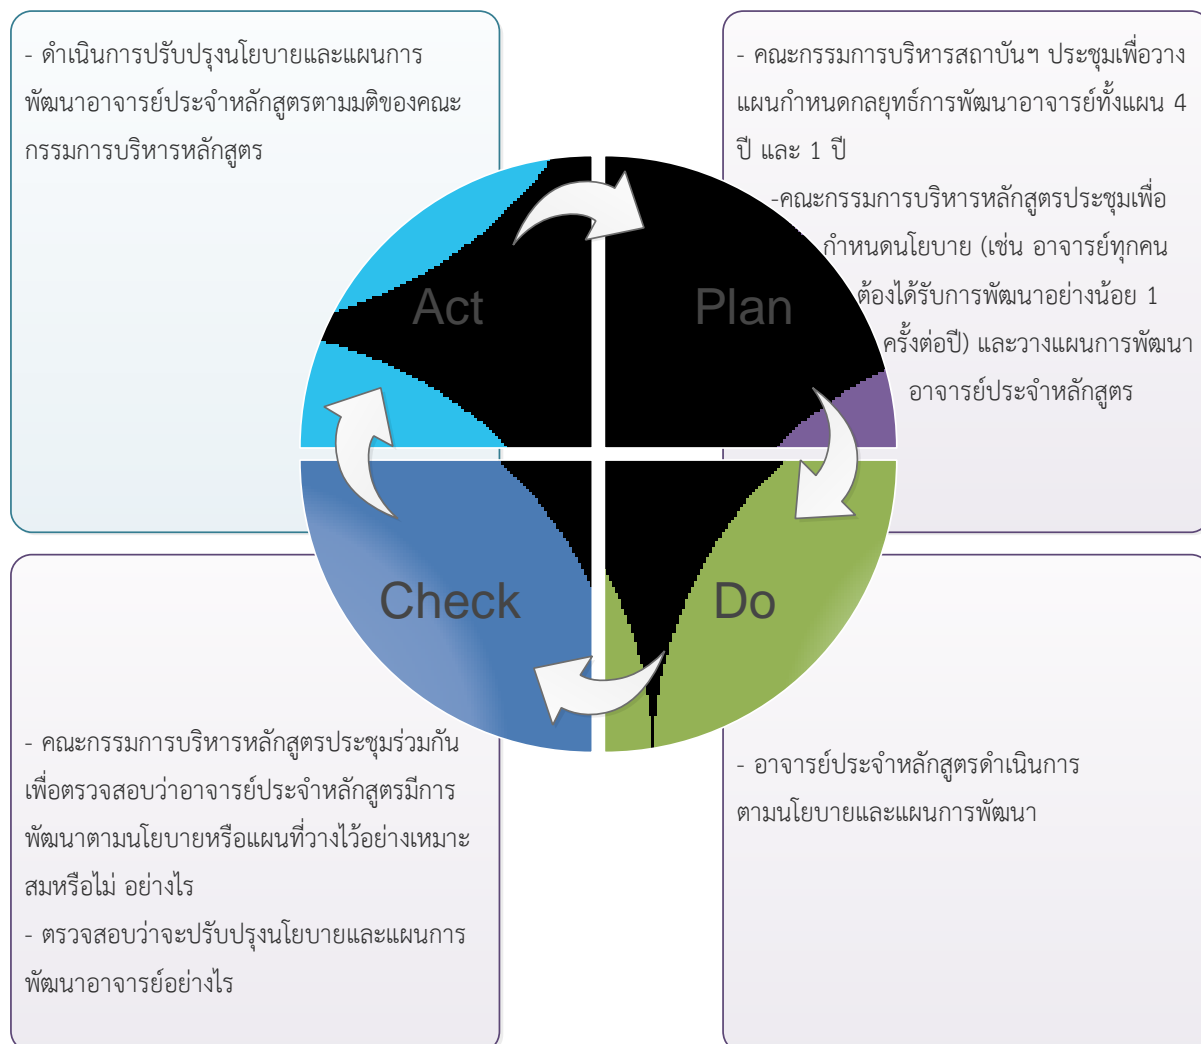 - ดำเนินการปรับปรุงนโยบายและแผนการ
พัฒนาอาจารย์ประจำหลักสูตรตามมติของคณะ
กรรมการบริหารหลักสูตร
- คณะกรรมการบริหารสถาบันฯ ประชุมเพื่อวาง
แผนกำหนดกลยุทธ์การพัฒนาอาจารย์ทั้งแผน 4
ปี และ 1 ปี
-คณะกรรมการบริหารหลักสูตรประชุมเพื่อ
กำหนดนโยบาย (เช่น อาจารย์ทุกคน
ต้องได้รับการพัฒนาอย่างน้อย 1
ครั้งต่อปี) และวางแผนการพัฒนา
อาจารย์ประจำหลักสูตร
Act
Plan
Check
Do
- คณะกรรมการบริหารหลักสูตรประชุมร่วมกัน
เพื่อตรวจสอบว่าอาจารย์ประจำหลักสูตรมีการ
พัฒนาตามนโยบายหรือแผนที่วางไว้อย่างเหมาะ
สมหรือไม่ อย่างไร
- ตรวจสอบว่าจะปรับปรุงนโยบายและแผนการ
พัฒนาอาจารย์อย่างไร
- อาจารย์ประจำหลักสูตรดำเนินการ
ตามนโยบายและแผนการพัฒนา